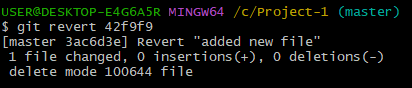 USER@DESKTOP-E4G6A5R MINGW64 /c/Project-1 (master)
$ git revert 42f9f9
[master 3ac6d3e] Revert "added new file"
 1 file changed, 0 insertions(+), 0 deletions(-)
 delete mode 100644 file